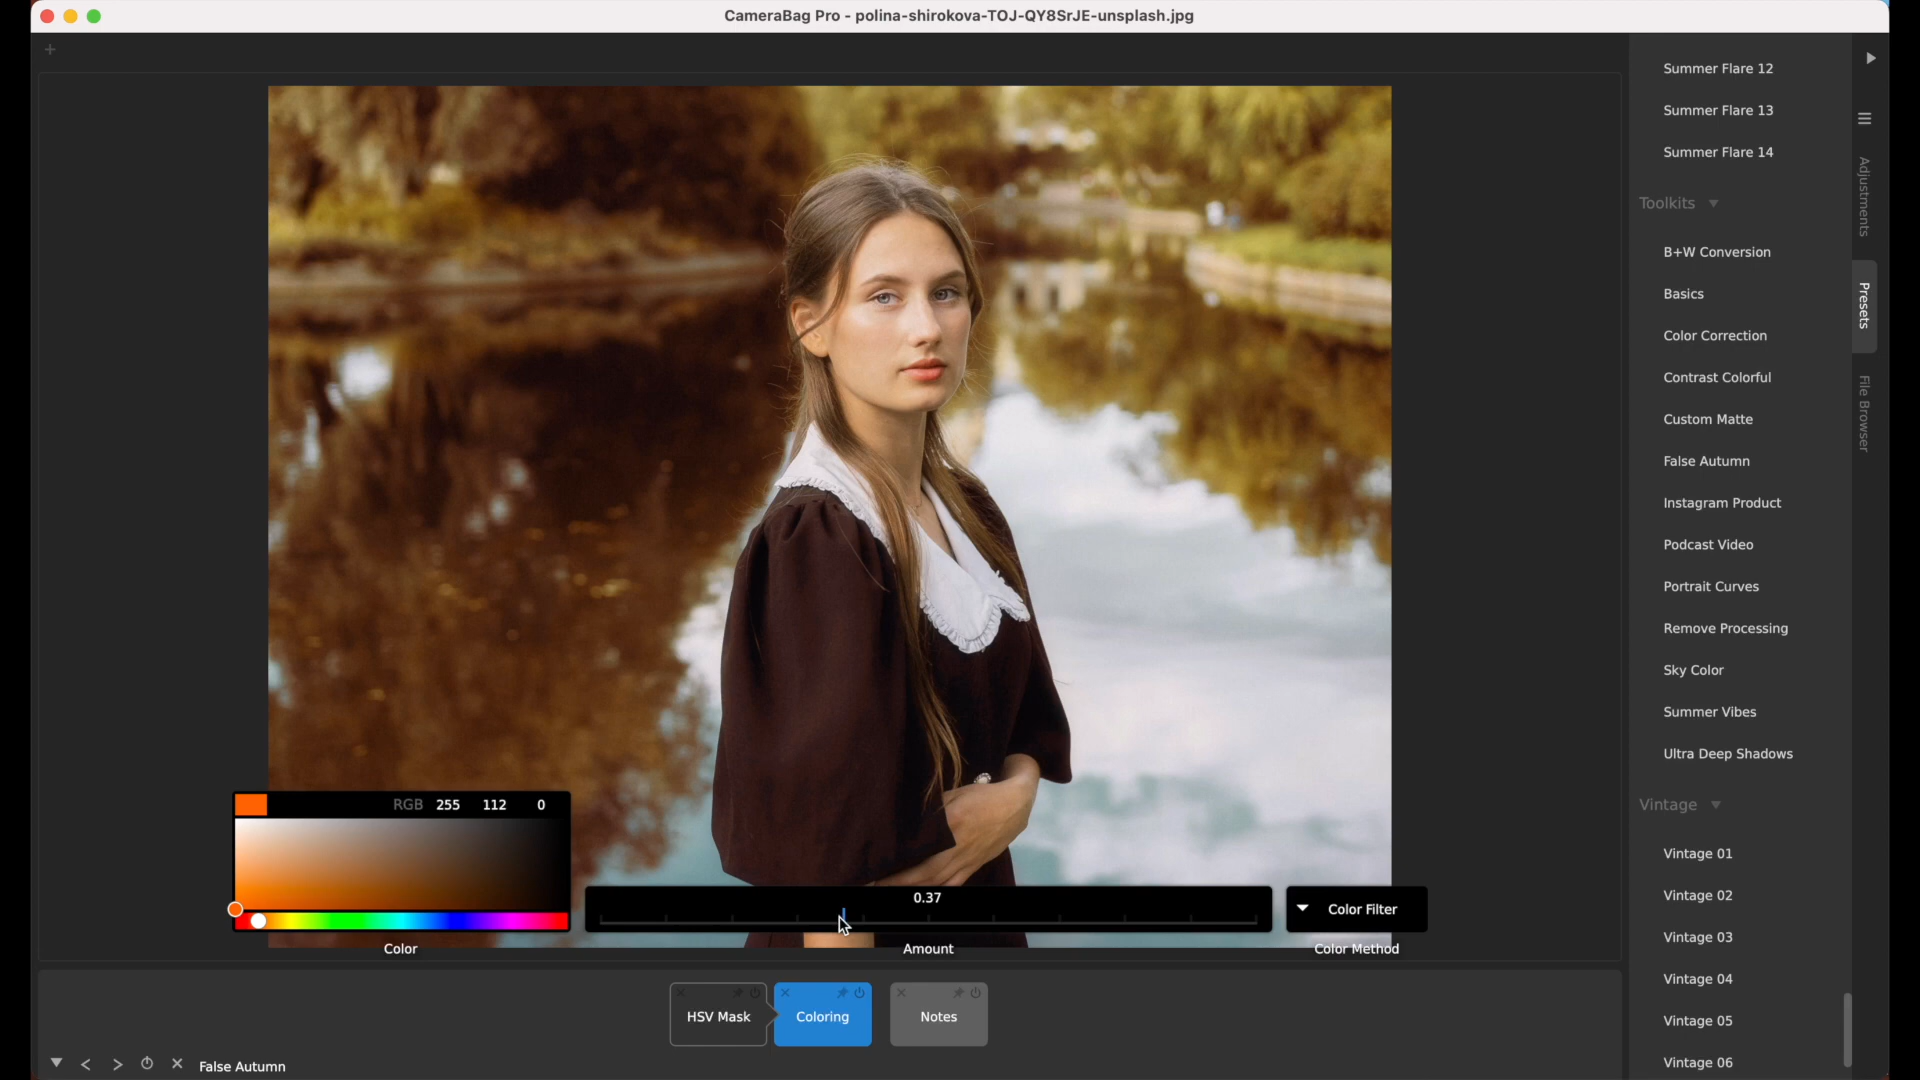 CameraBag Pro - polina-shirokova-TOJ-QY8SrJE-unsplash.jpg
Summer Flare 12
Summer Flare 13
Summer Flare 14
Toolkits
B+W Conversion
Basics
Color Correction
Contrast Colorful
Custom Matte
False Autumn
Instagram Product
Podcast Video
Portrait Curves
Remove Processing
Sky Color
Summer Vibes
Ultra Deep Shadows
Vintage
Vintage 01
Vintage 02
Vintage 03
Vintage 04
Vintage 05
Vintage 06
Adjustments
Presets
File Browser
RGB 255 112 0
Color
0.37
Amount
Color Filter
Color Method
HSV Mask
Coloring
Notes
False Autumn